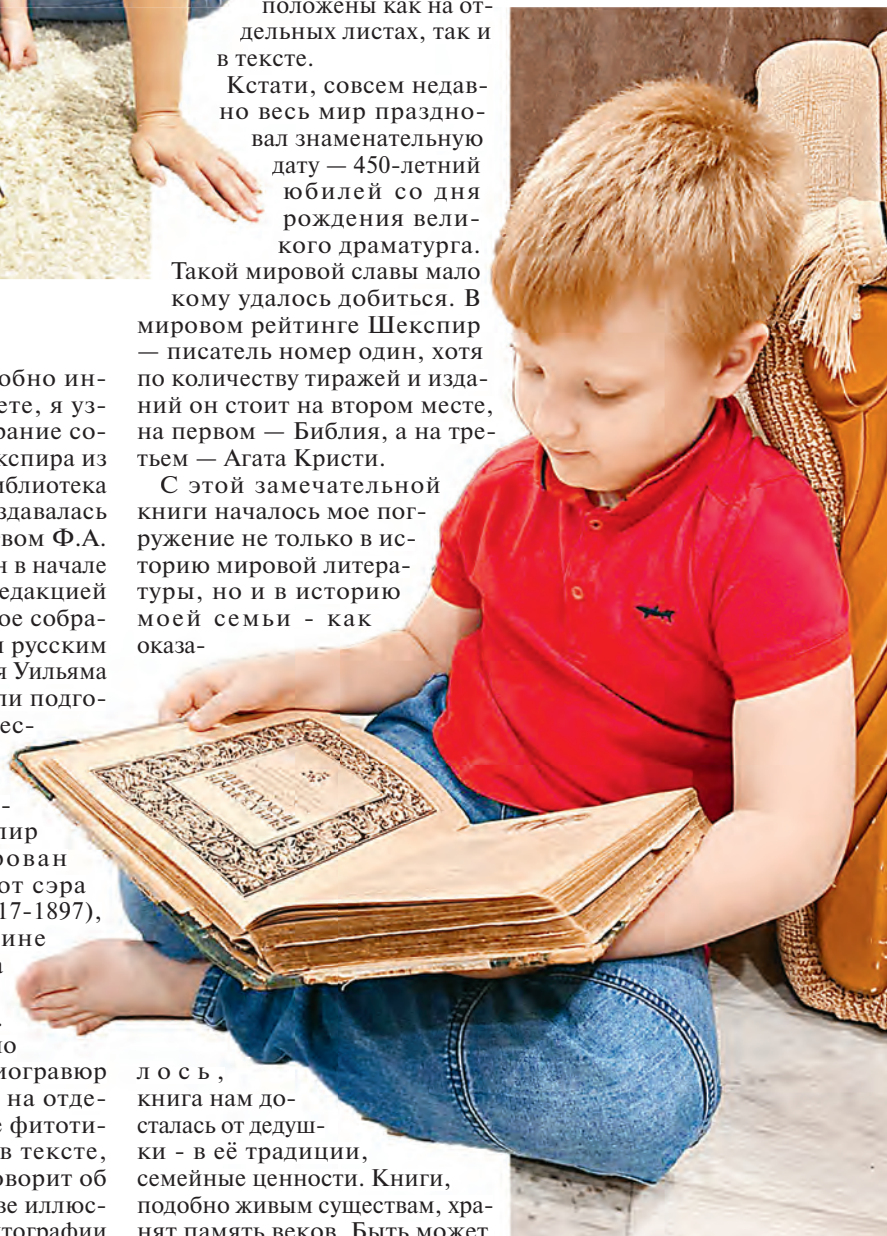 обно ин-
ете, я уз-
рание со-
кспира из
иблиотека
здавалась
вом Ф.А.
н в начале
едакцией
ое собра-
и русским
я Уильяма
ли подго-
ес-
-
пир
рован
от сэра
17-1897),
ине
а
.
ю
иогравюр
на отде-
е фитоти-
в тексте,
оворит об
ве иллюс-
тографии
положены как на от-
дельных листах, так и
в тексте.
Кстати, совсем недав-
но весь мир праздно-
вал знаменательную
дату — 450-летний
юбилей со дня
рождения вели-
кого драматурга.
Такой мировой славы мало
кому удалось добиться. В
мировом рейтинге Шекспир
— писатель номер один, хотя
по количеству тиражей и изда-
ний он стоит на втором месте,
на первом — Библия, а на тре-
тьем — Агата Кристи.
С этой замечательной
книги началось мое пог-
ружение не только в ис-
торию мировой литера-
туры, но и в историю
моей семьи - как
оказа-
лось,
книга нам до-
сталась от дедуш-
ки - в её традиции,
семейные ценности. Книги,
подобно живым существам, хра-
нят память веков. Быть может,